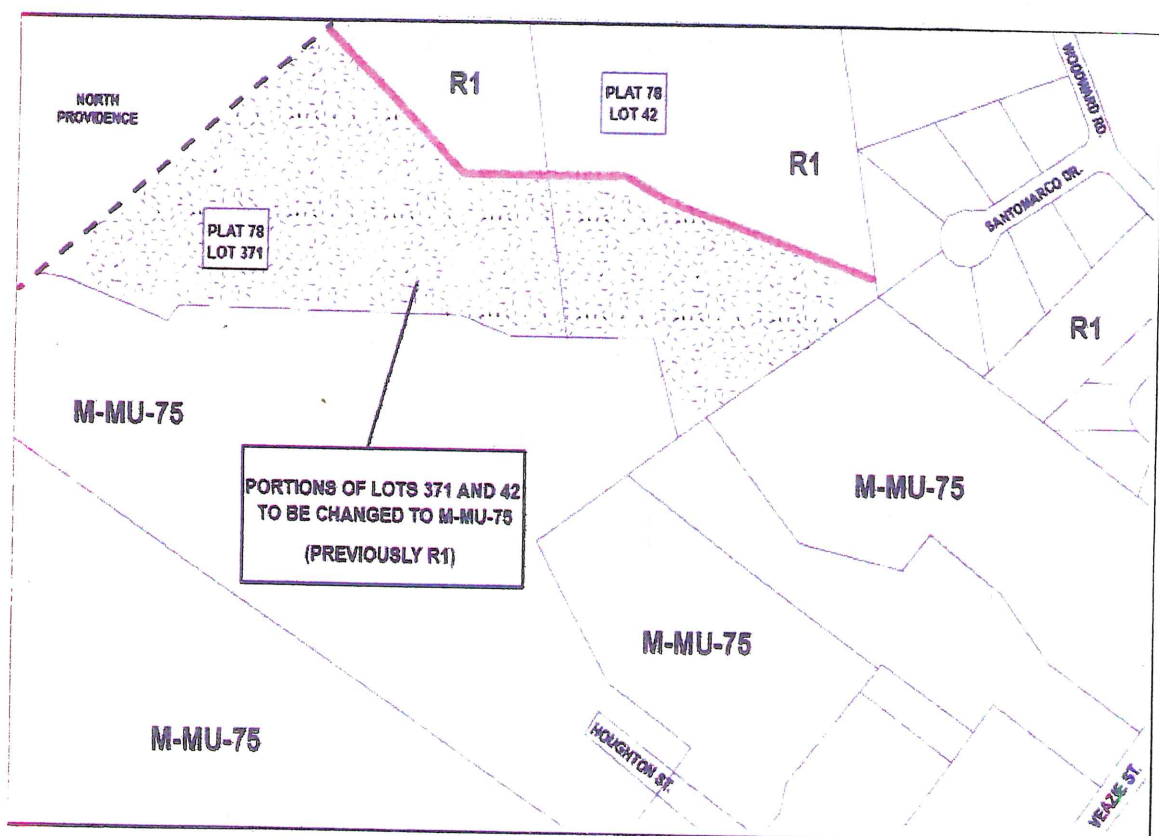 NORTH
PROVIDENCE
R1
PLAT 78
LOT 42
R1
WOODWARD RD.
SANTOMARCO DR.
PLAT 78
LOT 371
R1
M-MU-75
PORTIONS OF LOTS 371 AND 42
TO BE CHANGED TO M-MU-75
(PREVIOUSLY R1)
M-MU-75
M-MU-75
M-MU-75
HOUGHTON ST.
VEAZIE ST.